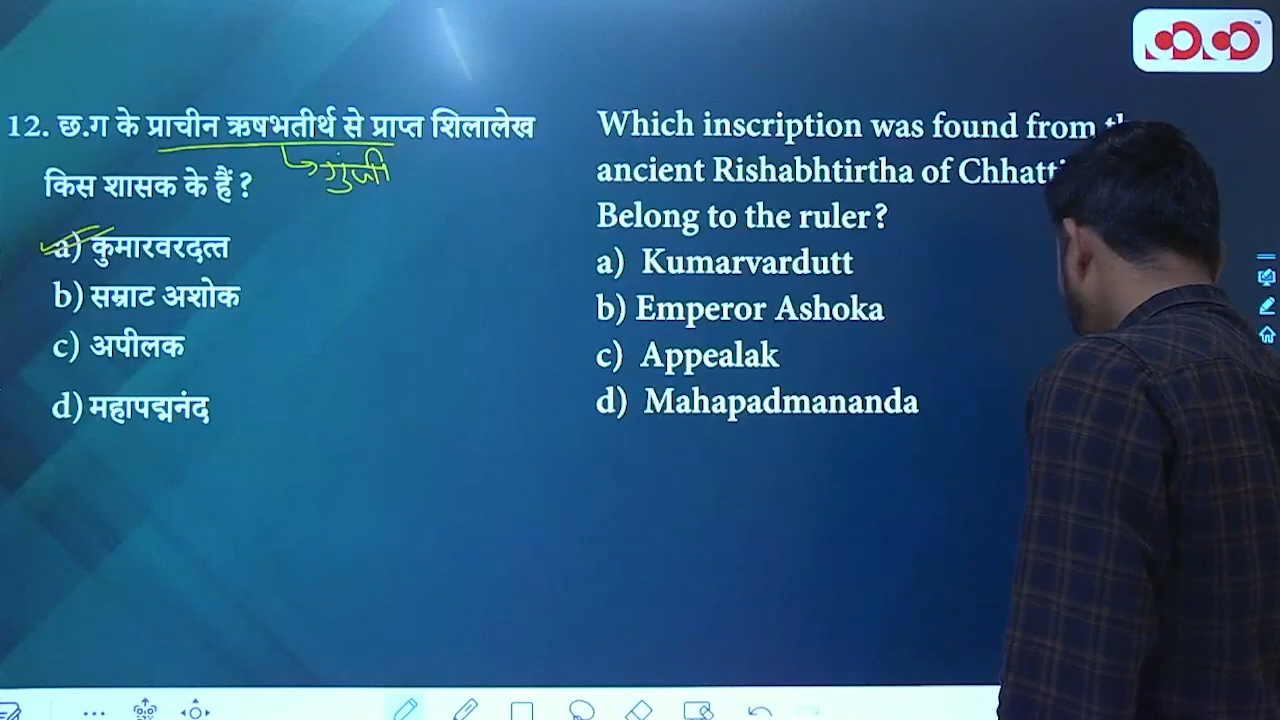 12. छ.ग के प्राचीन ऋषभतीर्थ से प्राप्त शिलालेख
गुंजी
किस शासक के हैं ?
a) कुमारवरदत्त
b) सम्राट अशोक
c) अपीलक
d) महापद्मनंद
Which inscription was found from
ancient Rishabhtirtha of
Belong to the ruler?
a) Kumarvardutt
b) Emperor Ashoka
c) Appealak
d) Mahapadmananda